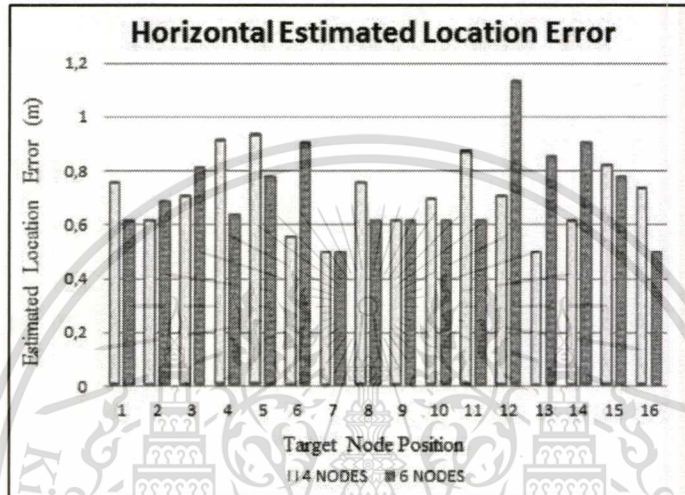 Horizontal Estimated Location Error
Estimated Location Error (m)
1,2
1
0,8
0,6
0,4
0,2
0
1 2 3 4 5 6 7 8 9 10 11 12 13 14 15 16
Target Node Position
4 NODES 6 NODES